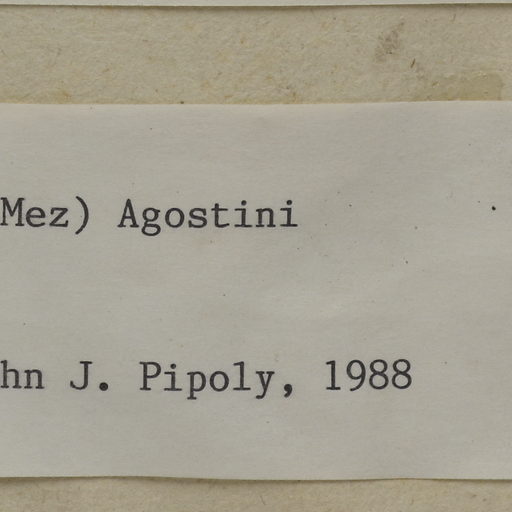 Mez) Agostini
hn J. Pipoly, 1988